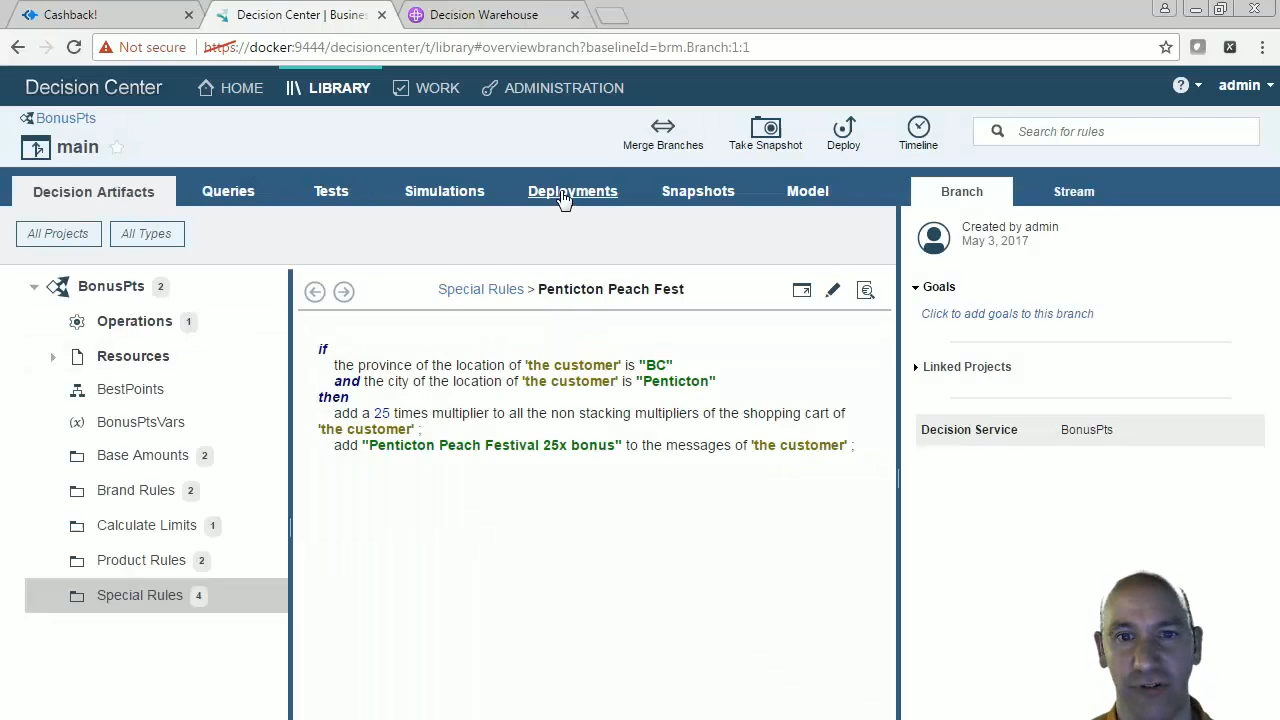 Cashback!
Decision Center | Busines
Decision Warehouse
Not secure https://docker:9444/decisioncenter/t/library#overviewbranch?baselineId=brm.Branch:1:1
Decision Center HOME LIBRARY WORK ADMINISTRATION ? admin
BonusPts
main
Merge Branches Take Snapshot Deploy Timeline Search for rules
Decision Artifacts Queries Tests Simulations Deployments Snapshots Model Branch Stream
All Projects All Types
Created by admin
May 3, 2017
BonusPts 2
Operations 1
Resources
BestPoints
BonusPtsVars
Base Amounts 2
Brand Rules 2
Calculate Limits 1
Product Rules 2
Special Rules 4
Special Rules > Penticton Peach Fest
if
the province of the location of 'the customer' is "BC"
and the city of the location of 'the customer' is "Penticton"
then
add a 25 times multiplier to all the non stacking multipliers of the shopping cart of
'the customer' ;
add "Penticton Peach Festival 25x bonus" to the messages of 'the customer' ;
Goals
Click to add goals to this branch
Linked Projects
Decision Service BonusPts